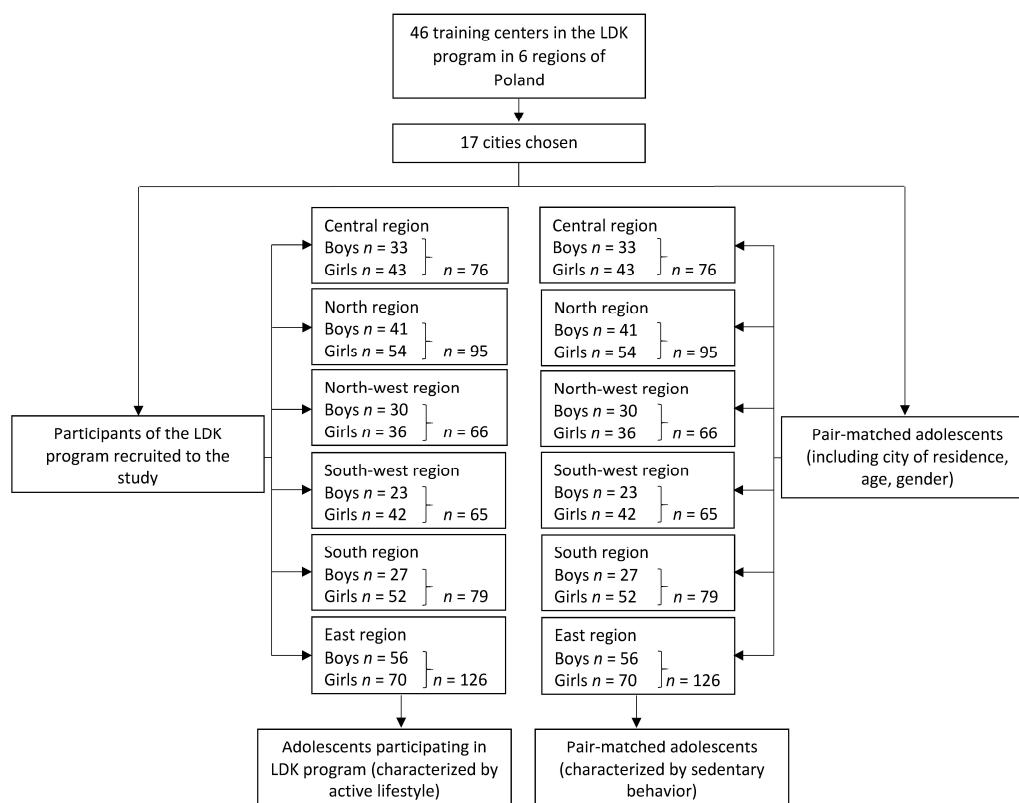 46 training centers in the LDK
program in 6 regions of
Poland
17 cities chosen
Participants of the LDK
program recruited to the
study
Central region
Boys n = 33
Girls n = 43 n = 76
North region
Boys n = 41
Girls n = 54 n = 95
North-west region
Boys n = 30
Girls n = 36 n = 66
South-west region
Boys n = 23
Girls n = 42 n = 65
South region
Boys n = 27
Girls n = 52 n = 79
East region
Boys n = 56
Girls n = 70 n = 126
Adolescents participating in
LDK program (characterized by
active lifestyle)
Central region
Boys n = 33
Girls n = 43 n = 76
North region
Boys n = 41
Girls n = 54 n = 95
North-west region
Boys n = 30
Girls n = 36 n = 66
South-west region
Boys n = 23
Girls n = 42 n = 65
South region
Boys n = 27
Girls n = 52 n = 79
East region
Boys n = 56
Girls n = 70 n = 126
Pair-matched adolescents
(characterized by sedentary
behavior)
Pair-matched adolescents
(including city of residence,
age, gender)